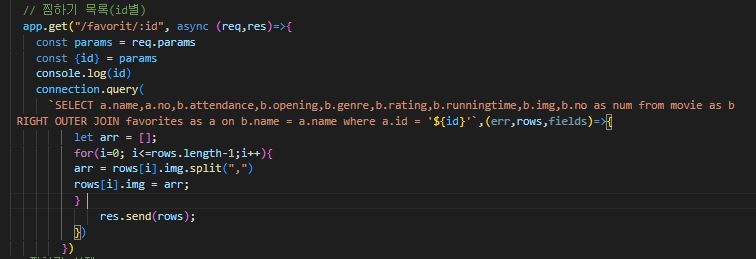 // 찜하기 목록(id별)
app.get("/favorit/:id", async (req,res)=>{
const params = req.params
const {id} = params
console.log(id)
connection.query(
`SELECT a.name,a.no,b.attendance,b.opening,b.genre,b.rating,b.runningtime,b.img,b.no as num from movie as b
RIGHT OUTER JOIN favorites as a on b.name = a.name where a.id = '${id}'`,(err,rows,fields)=>{
let arr = [];
for(i=0; i<=rows.length-1;i++){
arr = rows[i].img.split(",")
rows[i].img = arr;
}
res.send(rows);
})
})